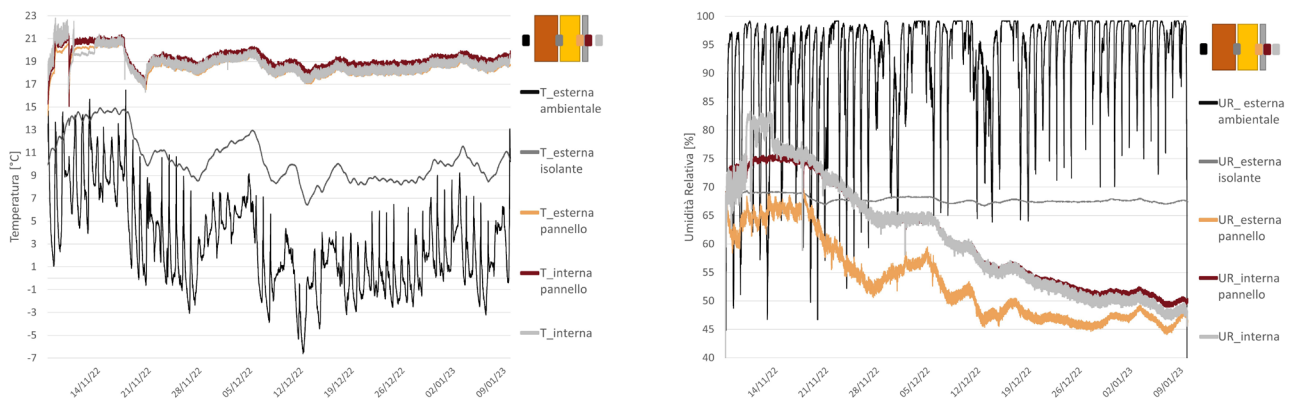 23
21
19
17
15
13
11
9
7
5
3
1
-1
-3
-5
-7
Temperatura [°C]
14/11/22
21/11/22
28/11/22
05/12/22
12/12/22
19/12/22
26/12/22
02/01/23
09/01/23
T_esterna
ambientale
T_esterna
isolante
T_esterna
pannello
T_interna
pannello
T_interna
100
95
90
85
80
75
70
65
60
55
50
45
40
Umidità Relativa [%]
14/11/22
21/11/22
28/11/22
05/12/22
12/12/22
19/12/22
26/12/22
02/01/23
09/01/23
UR_ esterna
ambientale
UR_esterna
isolante
UR_esterna
pannello
UR_interna
pannello
UR_interna